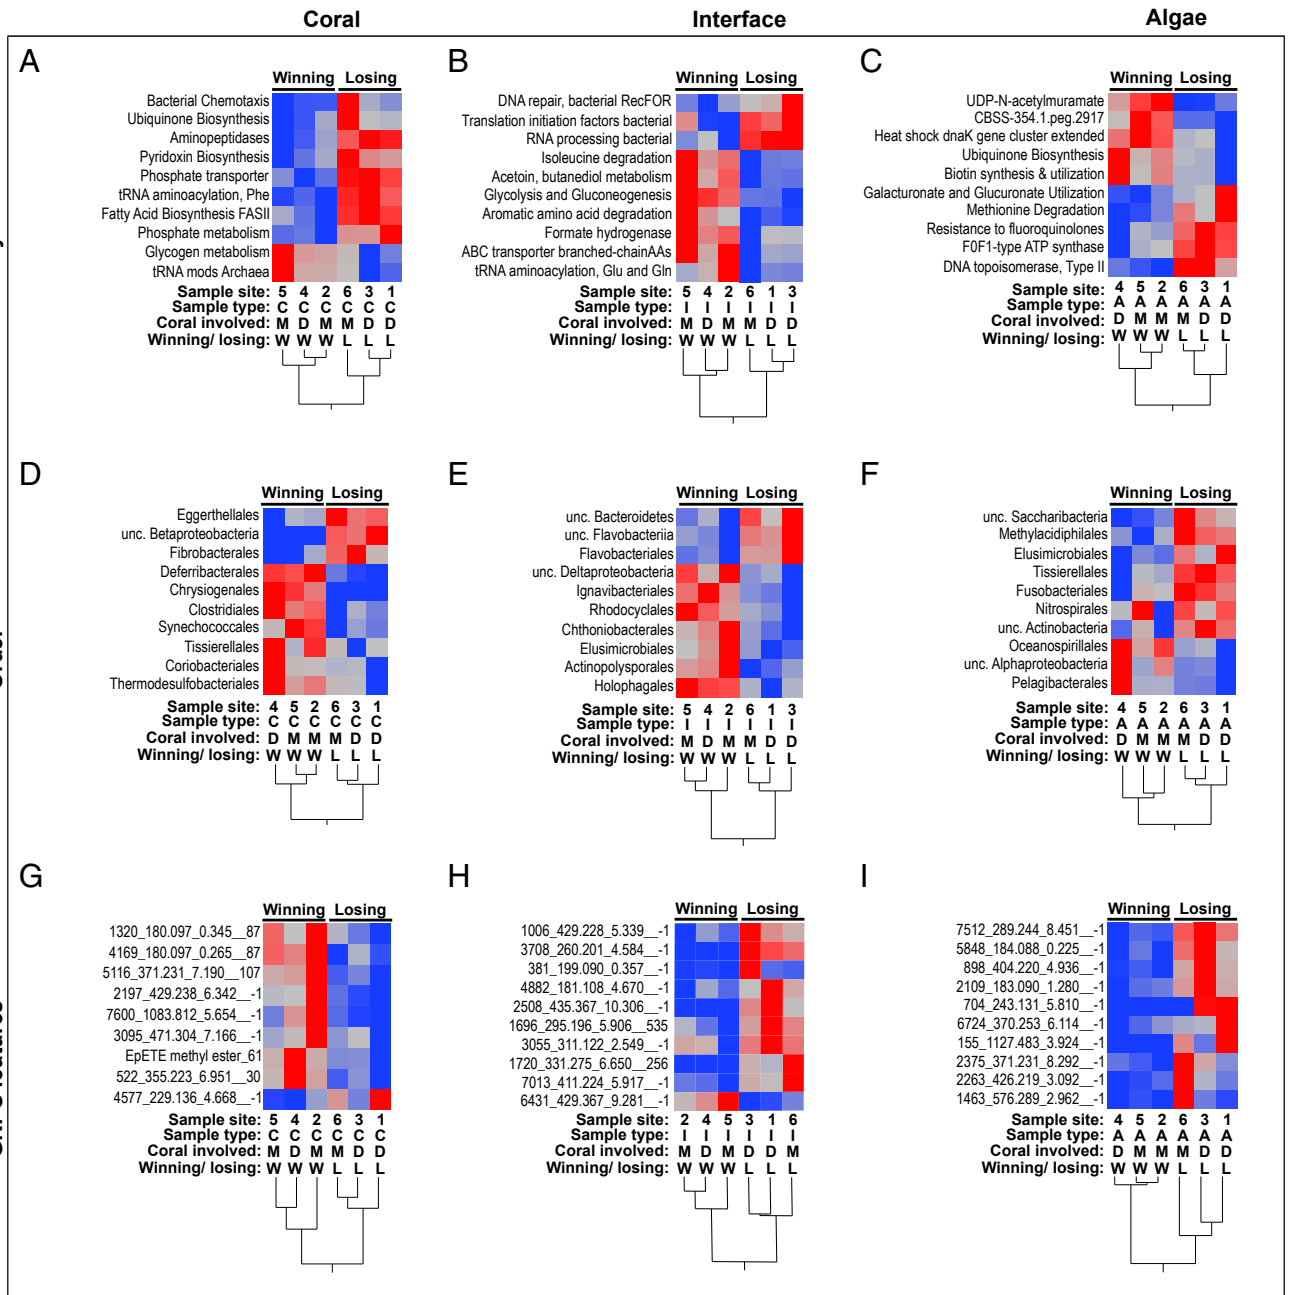 Coral Interface Algae
A
Winning Losing
Bacterial Chemotaxis
Ubiquinone Biosynthesis
Aminopeptidases
Pyridoxin Biosynthesis
Phosphate transporter
tRNA aminoacylation, Phe
Fatty Acid Biosynthesis FASII
Phosphate metabolism
Glycogen metabolism
tRNA mods Archaea
Sample site: 5 4 2 6 3 1
Sample type: C C C C C C
Coral involved: M D M M D D
Winning/ losing: W W W L L L
B
Winning Losing
DNA repair, bacterial RecFOR
Translation initiation factors bacterial
RNA processing bacterial
Isoleucine degradation
Acetoin, butanediol metabolism
Glycolysis and Gluconeogenesis
Aromatic amino acid degradation
Formate hydrogenase
ABC transporter branched-chainAAs
tRNA aminoacylation, Glu and Gln
Sample site: 5 4 2 6 1 3
Sample type: I I I I I I
Coral involved: M D M M D D
Winning/ losing: W W W L L L
C
Winning Losing
UDP-N-acetylmuramate
CBSS-354.1.peg.2917
Heat shock dnaK gene cluster extended
Ubiquinone Biosynthesis
Biotin synthesis & utilization
Galacturonate and Glucuronate Utilization
Methionine Degradation
Resistance to fluoroquinolones
F0F1-type ATP synthase
DNA topoisomerase, Type II
Sample site: 4 5 2 6 3 1
Sample type: A A A A A A
Coral involved: D M M M D D
Winning/ losing: W W W L L L
D
Winning Losing
Eggerthellales
unc. Betaproteobacteria
Fibrobacterales
Deferribacterales
Chrysiogenales
Clostridiales
Synechococcales
Tissierellales
Coriobacteriales
Thermodesulfobacteriales
Sample site: 4 5 2 6 3 1
Sample type: C C C C C C
Coral involved: D M M M D D
Winning/ losing: W W W L L L
E
Winning Losing
unc. Bacteroidetes
unc. Flavobacteriia
Flavobacteriales
unc. Deltaproteobacteria
Ignavibacteriales
Rhodocyclales
Chthoniobacterales
Elusimicrobiales
Actinopolysporales
Holophagales
Sample site: 5 4 2 6 1 3
Sample type: I I I I I I
Coral involved: M D M M D D
Winning/ losing: W W W L L L
F
Winning Losing
unc. Saccharibacteria
Methylacidiphilales
Elusimicrobiales
Tissierellales
Fusobacteriales
Nitrospirales
unc. Actinobacteria
Oceanospirillales
unc. Alphaproteobacteria
Pelagibacterales
Sample site: 4 5 2 6 3 1
Sample type: A A A A A A
Coral involved: D M M M D D
Winning/ losing: W W W L L L
G
Winning Losing
1320_180.097_0.345__87
4169_180.097_0.265__87
5116_371.231_7.190__107
2197_429.238_6.342__-1
7600_1083.812_5.654__-1
3095_471.304_7.166__-1
EpETE methyl ester_61
522_355.223_6.951__30
4577_229.136_4.668__-1
Sample site: 5 4 2 6 3 1
Sample type: C C C C C C
Coral involved: M D M M D D
Winning/ losing: W W W L L L
H
Winning Losing
1006_429.228_5.339__-1
3708_260.201_4.584__-1
381_199.090_0.357__-1
4882_181.108_4.670__-1
2508_435.367_10.306__-1
1696_295.196_5.906__535
3055_311.122_2.549__-1
1720_331.275_6.650__256
7013_411.224_5.917__-1
6431_429.367_9.281__-1
Sample site: 2 4 5 3 1 6
Sample type: I I I I I I
Coral involved: M D M D D M
Winning/ losing: W W W L L L
I
Winning Losing
7512_289.244_8.451__-1
5848_184.088_0.225__-1
898_404.220_4.936__-1
2109_183.090_1.280__-1
704_243.131_5.810__-1
6724_370.253_6.114__-1
155_1127.483_3.924__-1
2375_371.231_8.292__-1
2263_426.219_3.092__-1
1463_576.289_2.962__-1
Sample site: 4 5 2 6 3 1
Sample type: A A A A A A
Coral involved: D M M M D D
Winning/ losing: W W W L L L